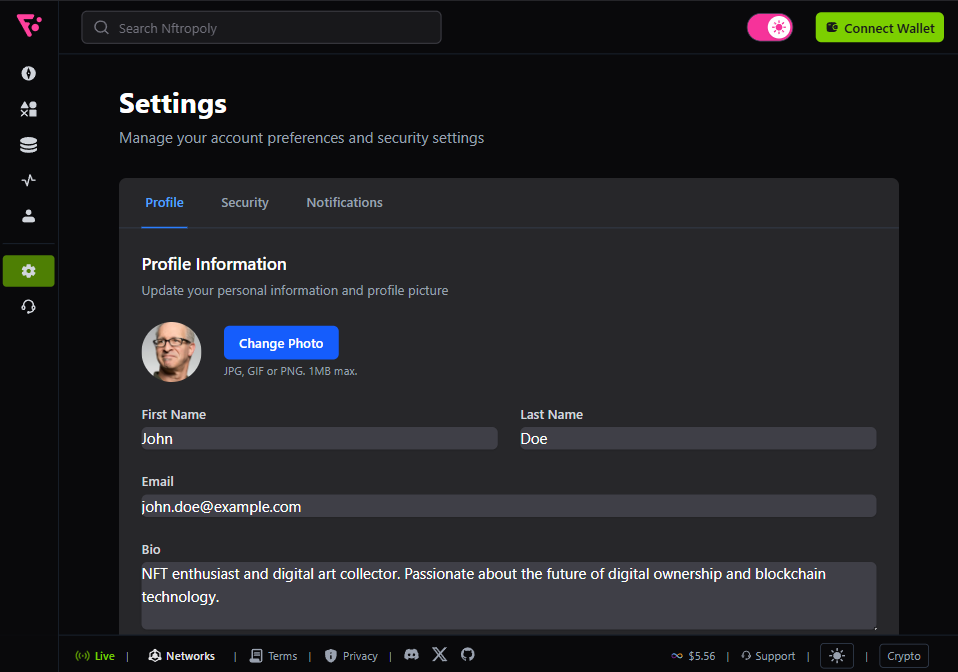 Search Nftropoly
Connect Wallet
Settings
Manage your account preferences and security settings
Profile
Security
Notifications
Profile Information
Update your personal information and profile picture
Change Photo
JPG, GIF or PNG. 1MB max.
First Name
Last Name
John
Doe
Email
john.doe@example.com
Bio
NFT enthusiast and digital art collector. Passionate about the future of digital ownership and blockchain
technology.
Live | Networks | Terms | Privacy | $5.56 | Support | | Crypto